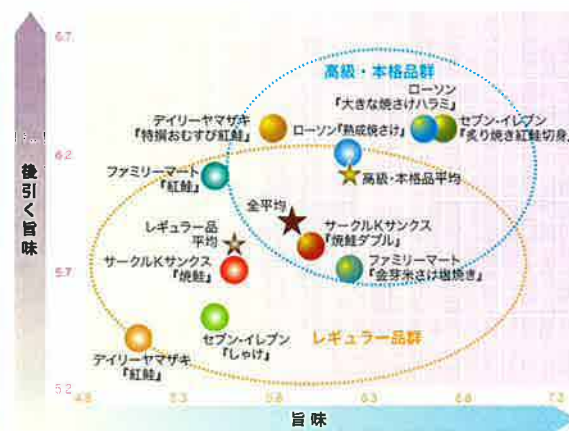 6.7
高級・本格品群
ローソン
『大きな焼さけハラミ』
デイリーヤマザキ
『特撰おむすび紅鮭』
ローソン『熟成焼さけ』
セブン-イレブン
『炙り焼き紅鮭切身』
6.2
ファミリーマート
『紅鮭』
高級・本格品平均
全平均
後引く旨味
レギュラー品
平均
サークルKサンクス
『焼鮭ダブル』
サークルKサンクス
『焼鮭』
ファミリーマート
『金芽米さけ塩焼き』
5.7
セブン-イレブン
『しゃけ』
レギュラー品群
デイリーヤマザキ
『紅鮭』
5.2
4.8 5.3 5.8 6.3 6.8 7.3
旨味